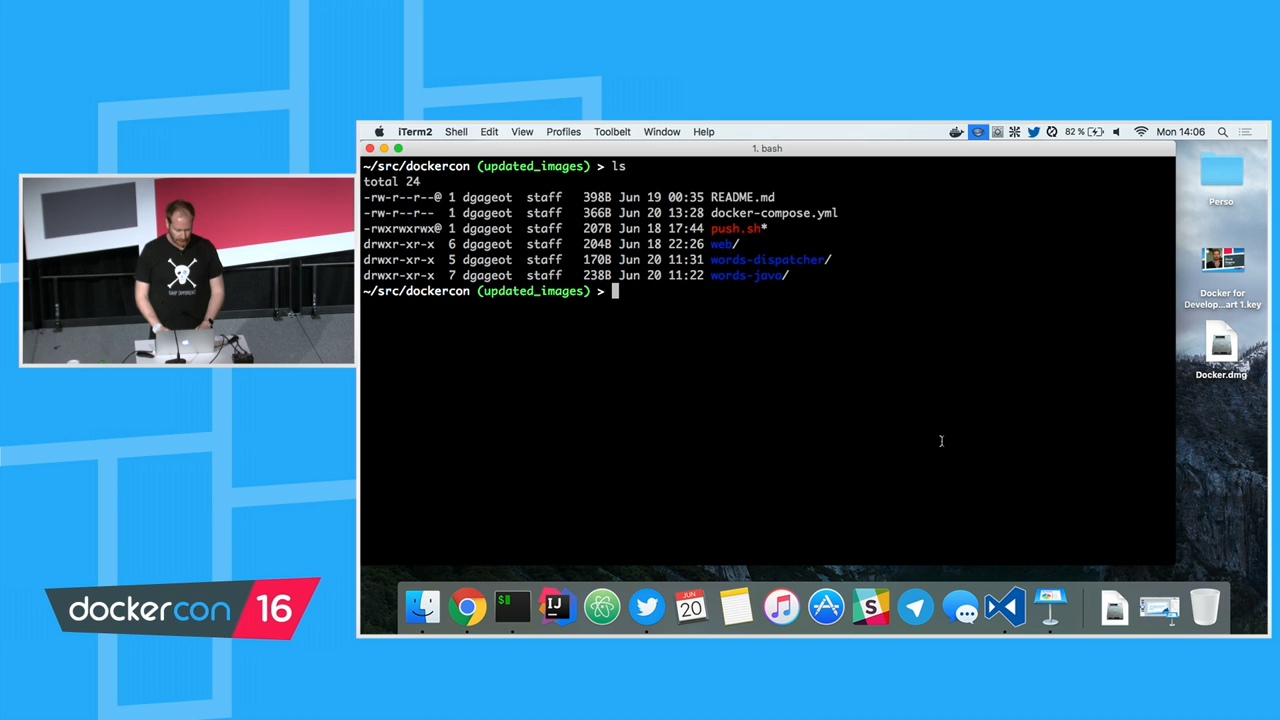 iTerm2 Shell Edit View Profiles Toolbelt Window Help 82% Mon 14:06
1. bash
~/src/dockercon (updated_images) > ls
total 24
-rw-r--r--@ 1 dgageot staff 398B Jun 19 00:35 README.md
-rw-r--r-- 1 dgageot staff 366B Jun 20 13:28 docker-compose.yml
-rwxrwxrwx@ 1 dgageot staff 207B Jun 18 17:44 push.sh*
drwxr-xr-x 6 dgageot staff 204B Jun 18 22:26 web/
drwxr-xr-x 5 dgageot staff 170B Jun 20 11:31 words-dispatcher/
drwxr-xr-x 7 dgageot staff 238B Jun 20 11:22 words-java/
~/src/dockercon (updated_images) >
Perso
Docker for
Develop...art 1.key
Docker.dmg
$
IJ
JUN
20
S
dockercon 16